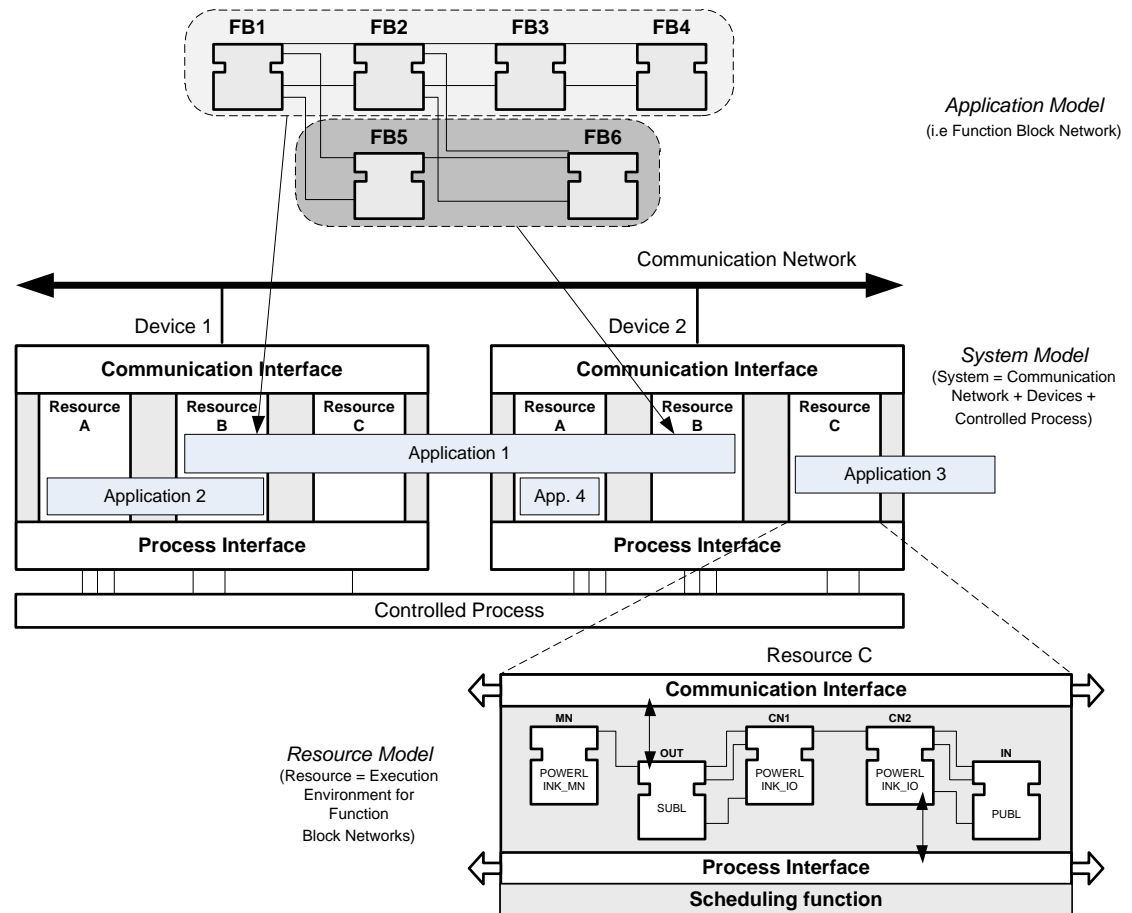 FB1
FB2
FB3
FB4
Application Model
(i.e Function Block Network)
FB5
FB6
Communication Network
Device 1
Device 2
Communication Interface
Communication Interface
System Model
(System = Communication
Network + Devices +
Controlled Process)
Resource
A
Resource
B
Resource
C
Resource
A
Resource
B
Resource
C
Application 1
Application 3
Application 2
App. 4
Process Interface
Process Interface
Controlled Process
Resource C
Communication Interface
Resource Model
(Resource = Execution
Environment for
Function
Block Networks)
MN
POWERL
INK_MN
OUT
SUBL
CN1
POWERL
INK_IO
CN2
POWERL
INK_IO
IN
PUBL
Process Interface
Scheduling function